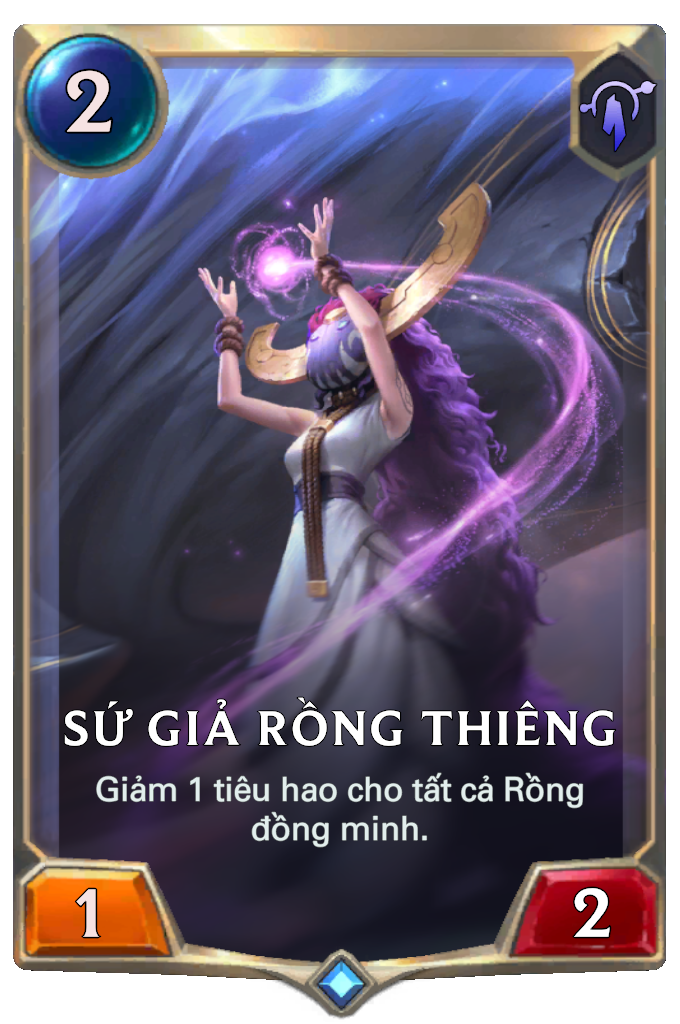 2
SỨ GIẢ RỒNG THIÊNG
Giảm 1 tiêu hao cho tất cả Rồng
đồng minh.
1
2